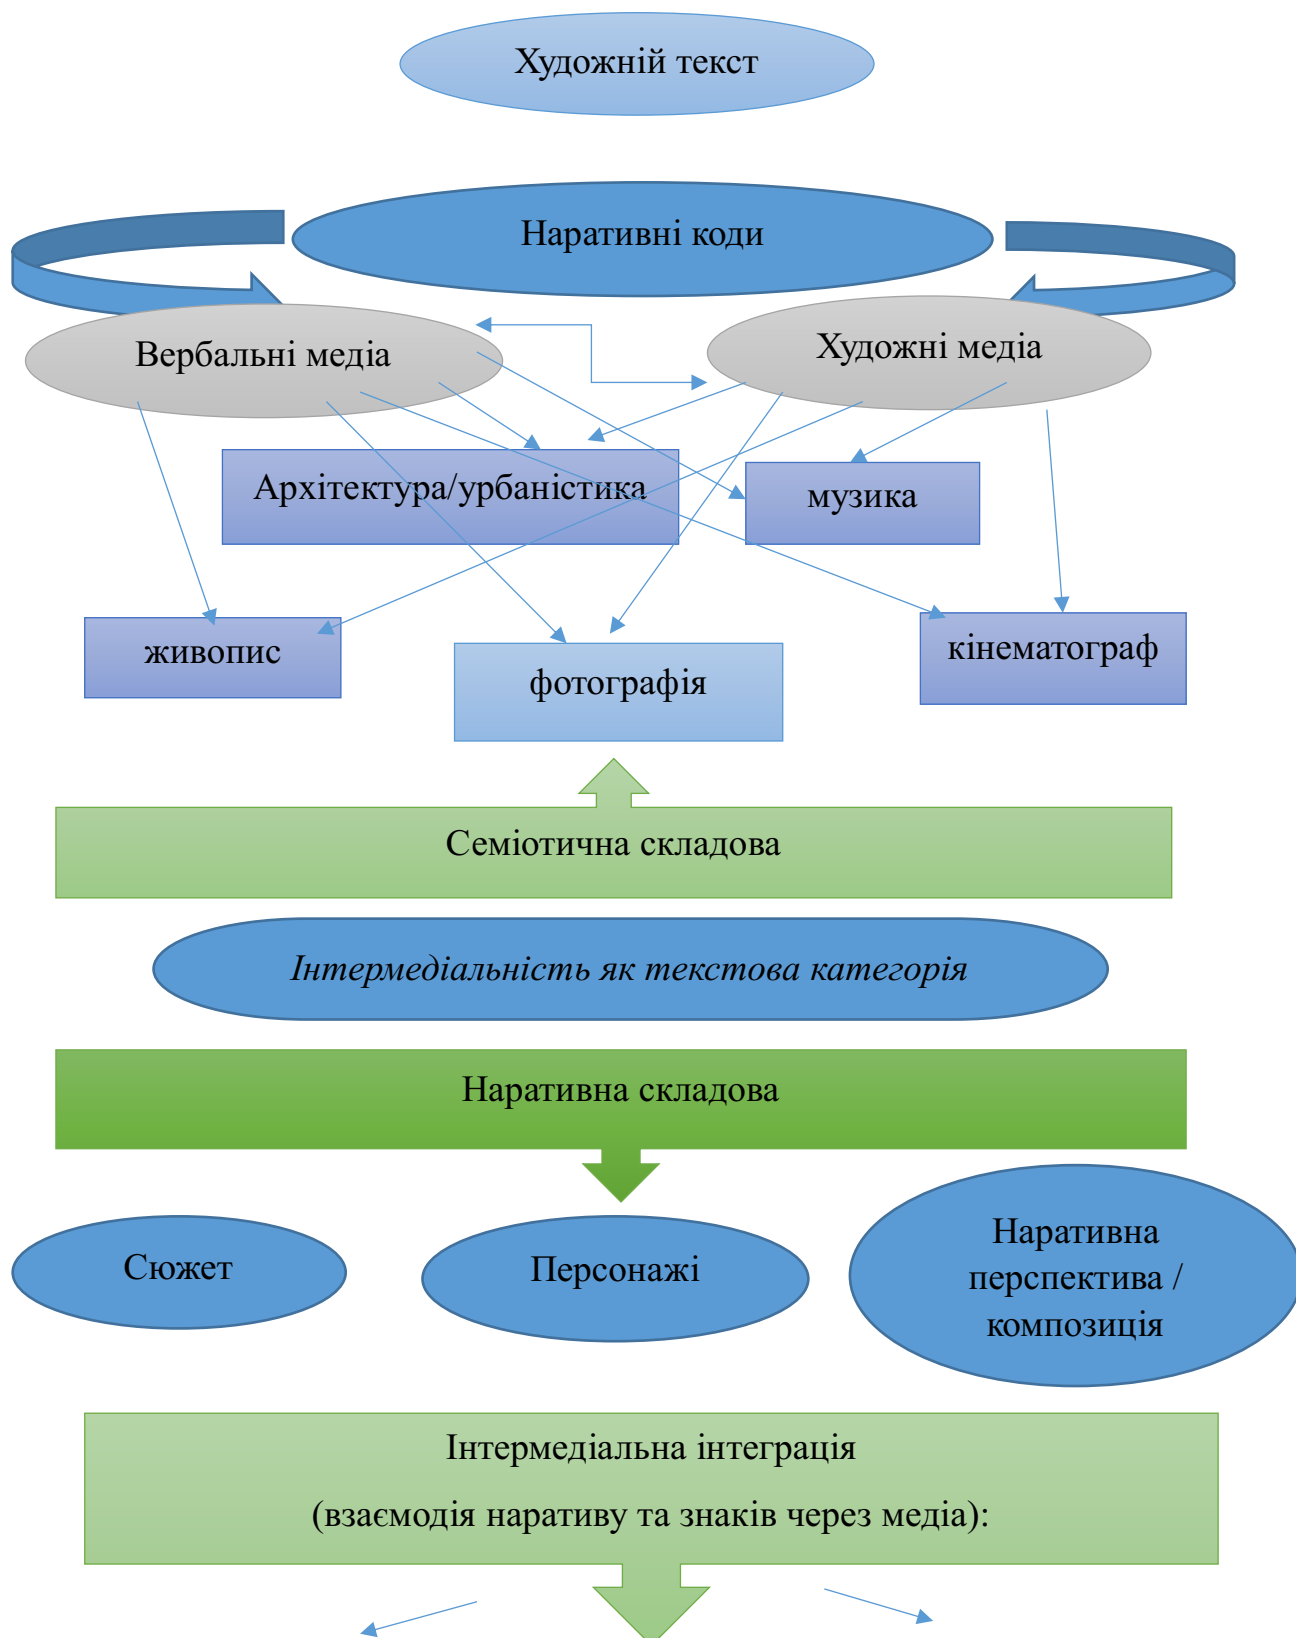 Художній текст
Наративні коди
Вербальні медіа
Художні медіа
Архітектура/урбаністика
музика
живопис
фотографія
кінематограф
Семіотична складова
Інтермедіальність як текстова категорія
Наративна складова
Сюжет
Персонажі
Наративна
перспектива /
композиція
Інтермедіальна інтеграція
(взаємодія наративу та знаків через медіа):